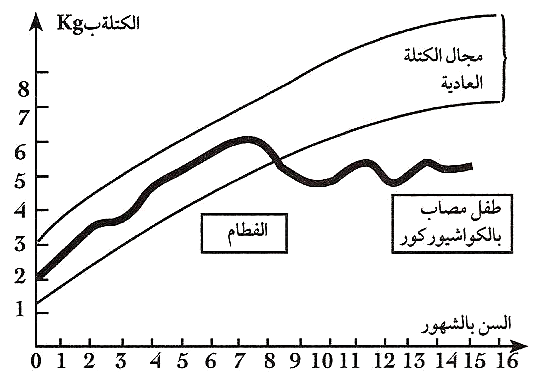 الكتلة بـKg
مجال الكتلة
العادية
8
7
6
5
4
3
2
1
الفطام
طفل مصاب
بالكواشيوركور
السن بالشهور
0 1 2 3 4 5 6 7 8 9 10 11 12 13 14 15 16